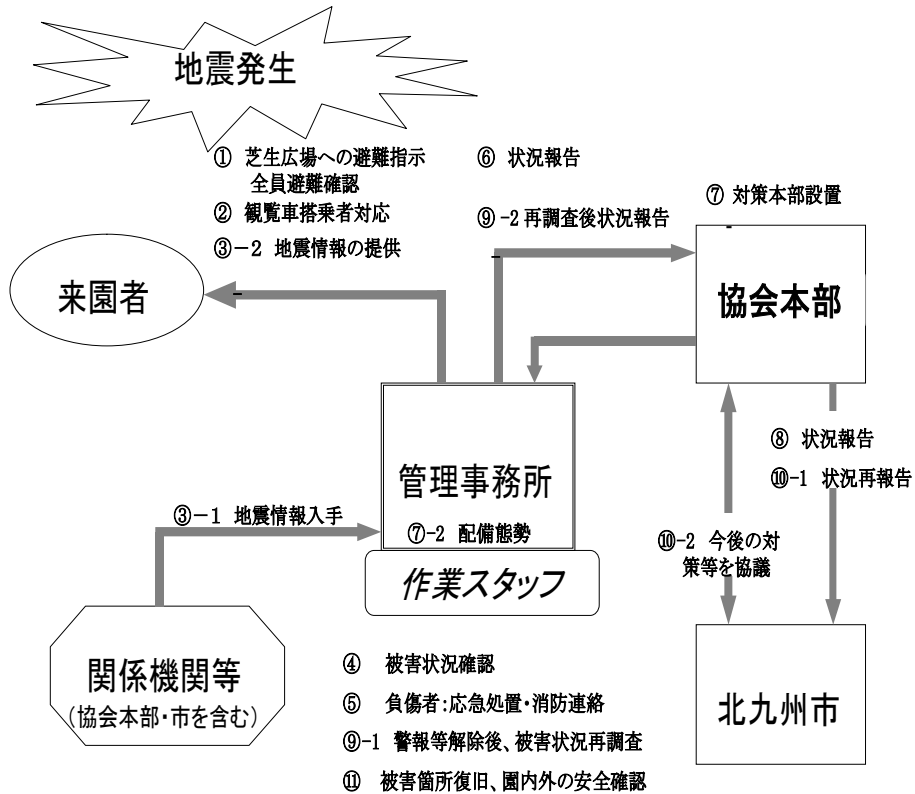 地震発生
① 芝生広場への避難指示
全員避難確認
② 観覧車搭乗者対応
③－2 地震情報の提供
⑥ 状況報告
⑨-2 再調査後状況報告
⑦ 対策本部設置
来園者
協会本部
管理事務所
⑦-2 配備態勢
作業スタッフ
③－1 地震情報入手
⑧ 状況報告
⑩-1 状況再報告
⑩-2 今後の対
策等を協議
関係機関等
（協会本部・市を含む）
④ 被害状況確認
⑤ 負傷者：応急処置・消防連絡
⑨-1 警報等解除後、被害状況再調査
⑪ 被害箇所復旧、園内外の安全確認
北九州市